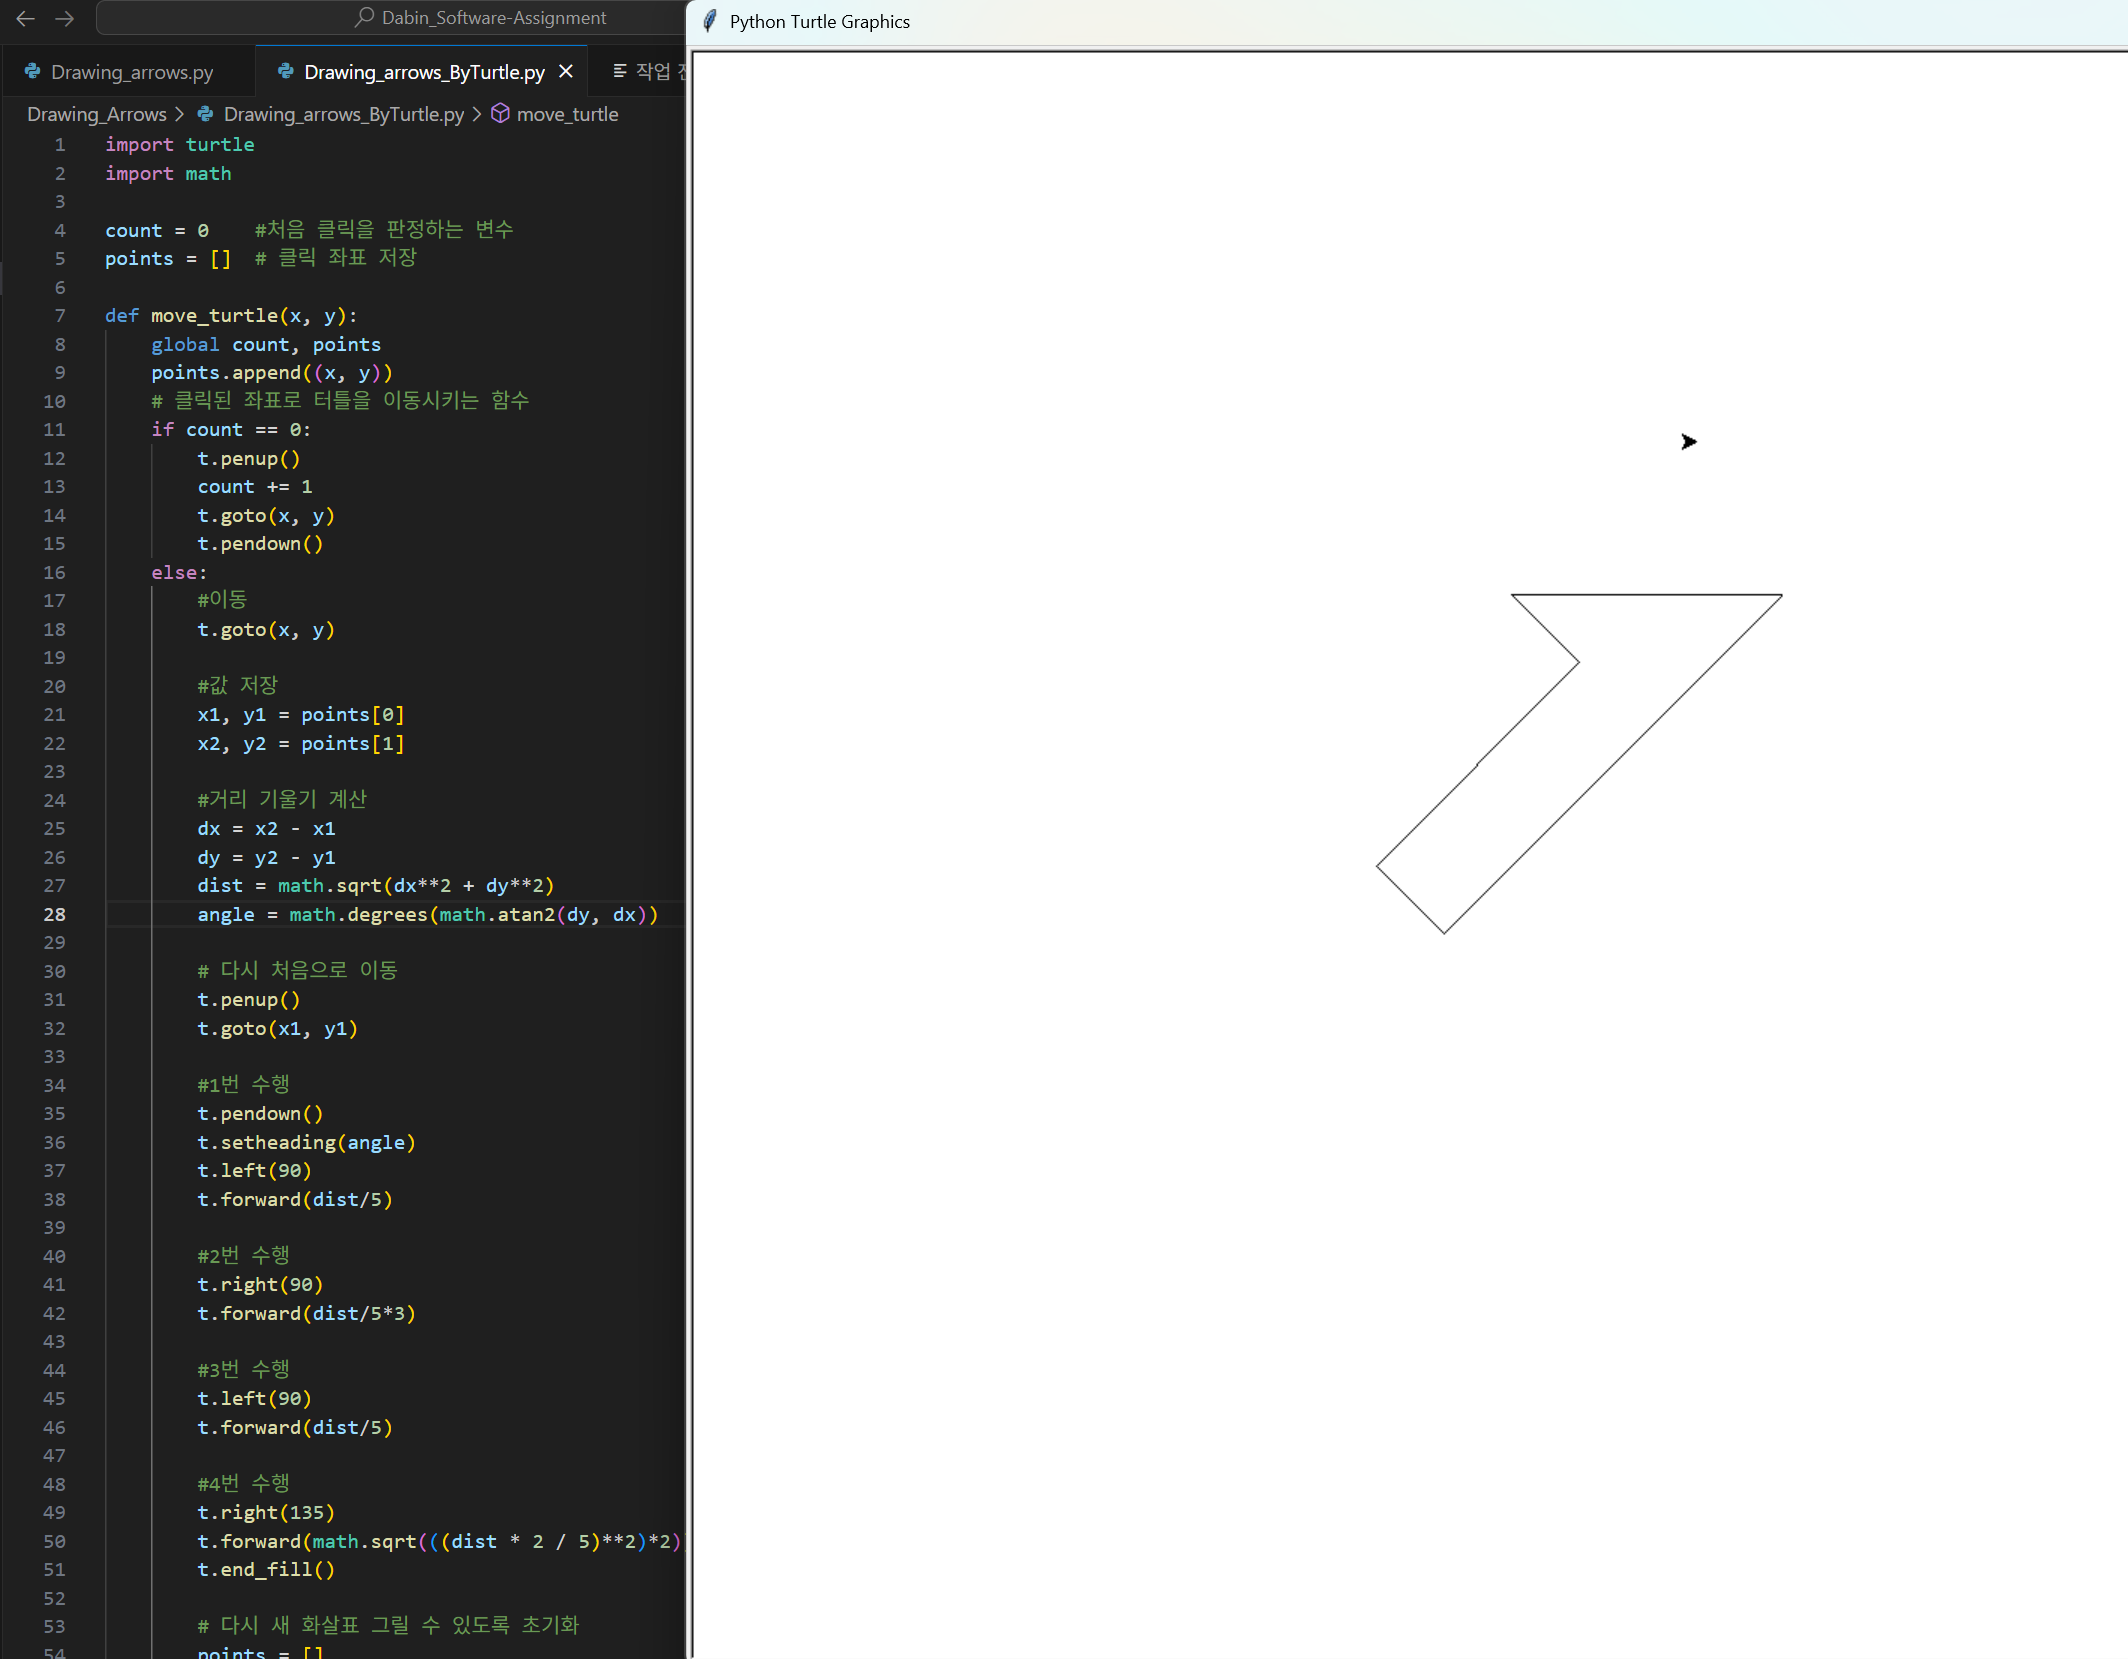 Dabin_Software-Assignment
Python Turtle Graphics
Drawing_arrows.py
Drawing_arrows_ByTurtle.py
작업
Drawing_Arrows > Drawing_arrows_ByTurtle.py > move_turtle
1 import turtle
2 import math
3
4 count = 0    #처음 클릭을 판정하는 변수
5 points = []  # 클릭 좌표 저장
6
7 def move_turtle(x, y):
8     global count, points
9     points.append((x, y))
10     # 클릭된 좌표로 터틀을 이동시키는 함수
11     if count == 0:
12         t.penup()
13         count += 1
14         t.goto(x, y)
15         t.pendown()
16     else:
17         #이동
18         t.goto(x, y)
19
20         #값 저장
21         x1, y1 = points[0]
22         x2, y2 = points[1]
23
24         #거리 기울기 계산
25         dx = x2 - x1
26         dy = y2 - y1
27         dist = math.sqrt(dx**2 + dy**2)
28         angle = math.degrees(math.atan2(dy, dx))
29
30         # 다시 처음으로 이동
31         t.penup()
32         t.goto(x1, y1)
33
34         #1번 수행
35         t.pendown()
36         t.setheading(angle)
37         t.left(90)
38         t.forward(dist/5)
39
40         #2번 수행
41         t.right(90)
42         t.forward(dist/5*3)
43
44         #3번 수행
45         t.left(90)
46         t.forward(dist/5)
47
48         #4번 수행
49         t.right(135)
50         t.forward(math.sqrt(((dist * 2 / 5)**2)*2)
51         t.end_fill()
52
53         # 다시 새 화살표 그릴 수 있도록 초기화
54         points = []